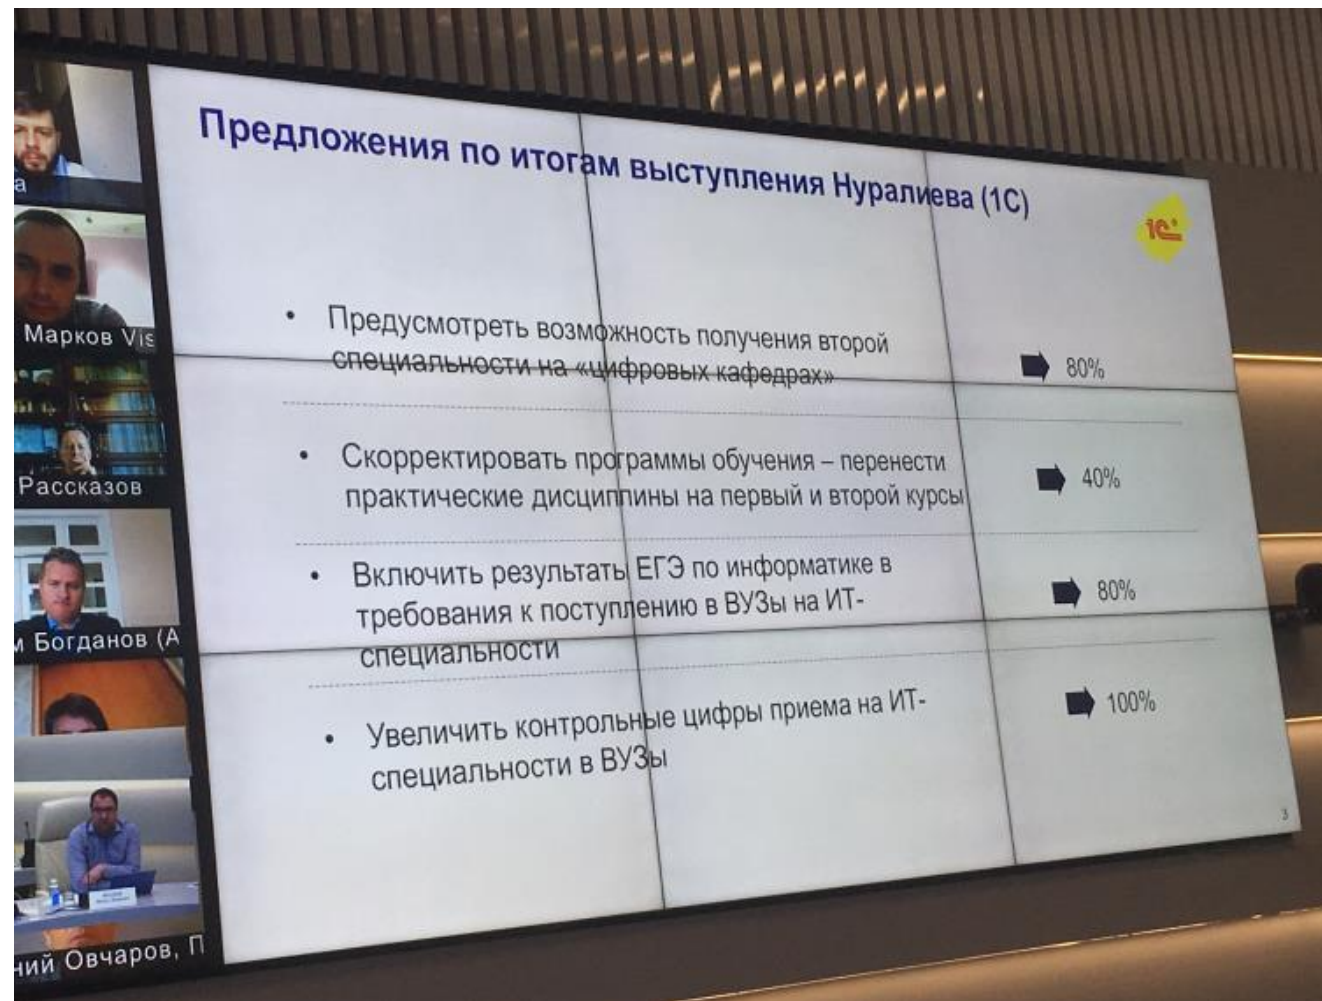 Предложения по итогам выступления Нуралиева (1С)
1С
• Предусмотреть возможность получения второй
специальности на «цифровых кафедрах»
80%
• Скорректировать программы обучения – перенести
практические дисциплины на первый и второй курсы
40%
• Включить результаты ЕГЭ по информатике в
требования к поступлению в ВУЗы на ИТ-
специальности
80%
• Увеличить контрольные цифры приема на ИТ-
специальности в ВУЗы
100%
3
а
Марков Vis
Рассказов
м Богданов (А
ний Овчаров, П